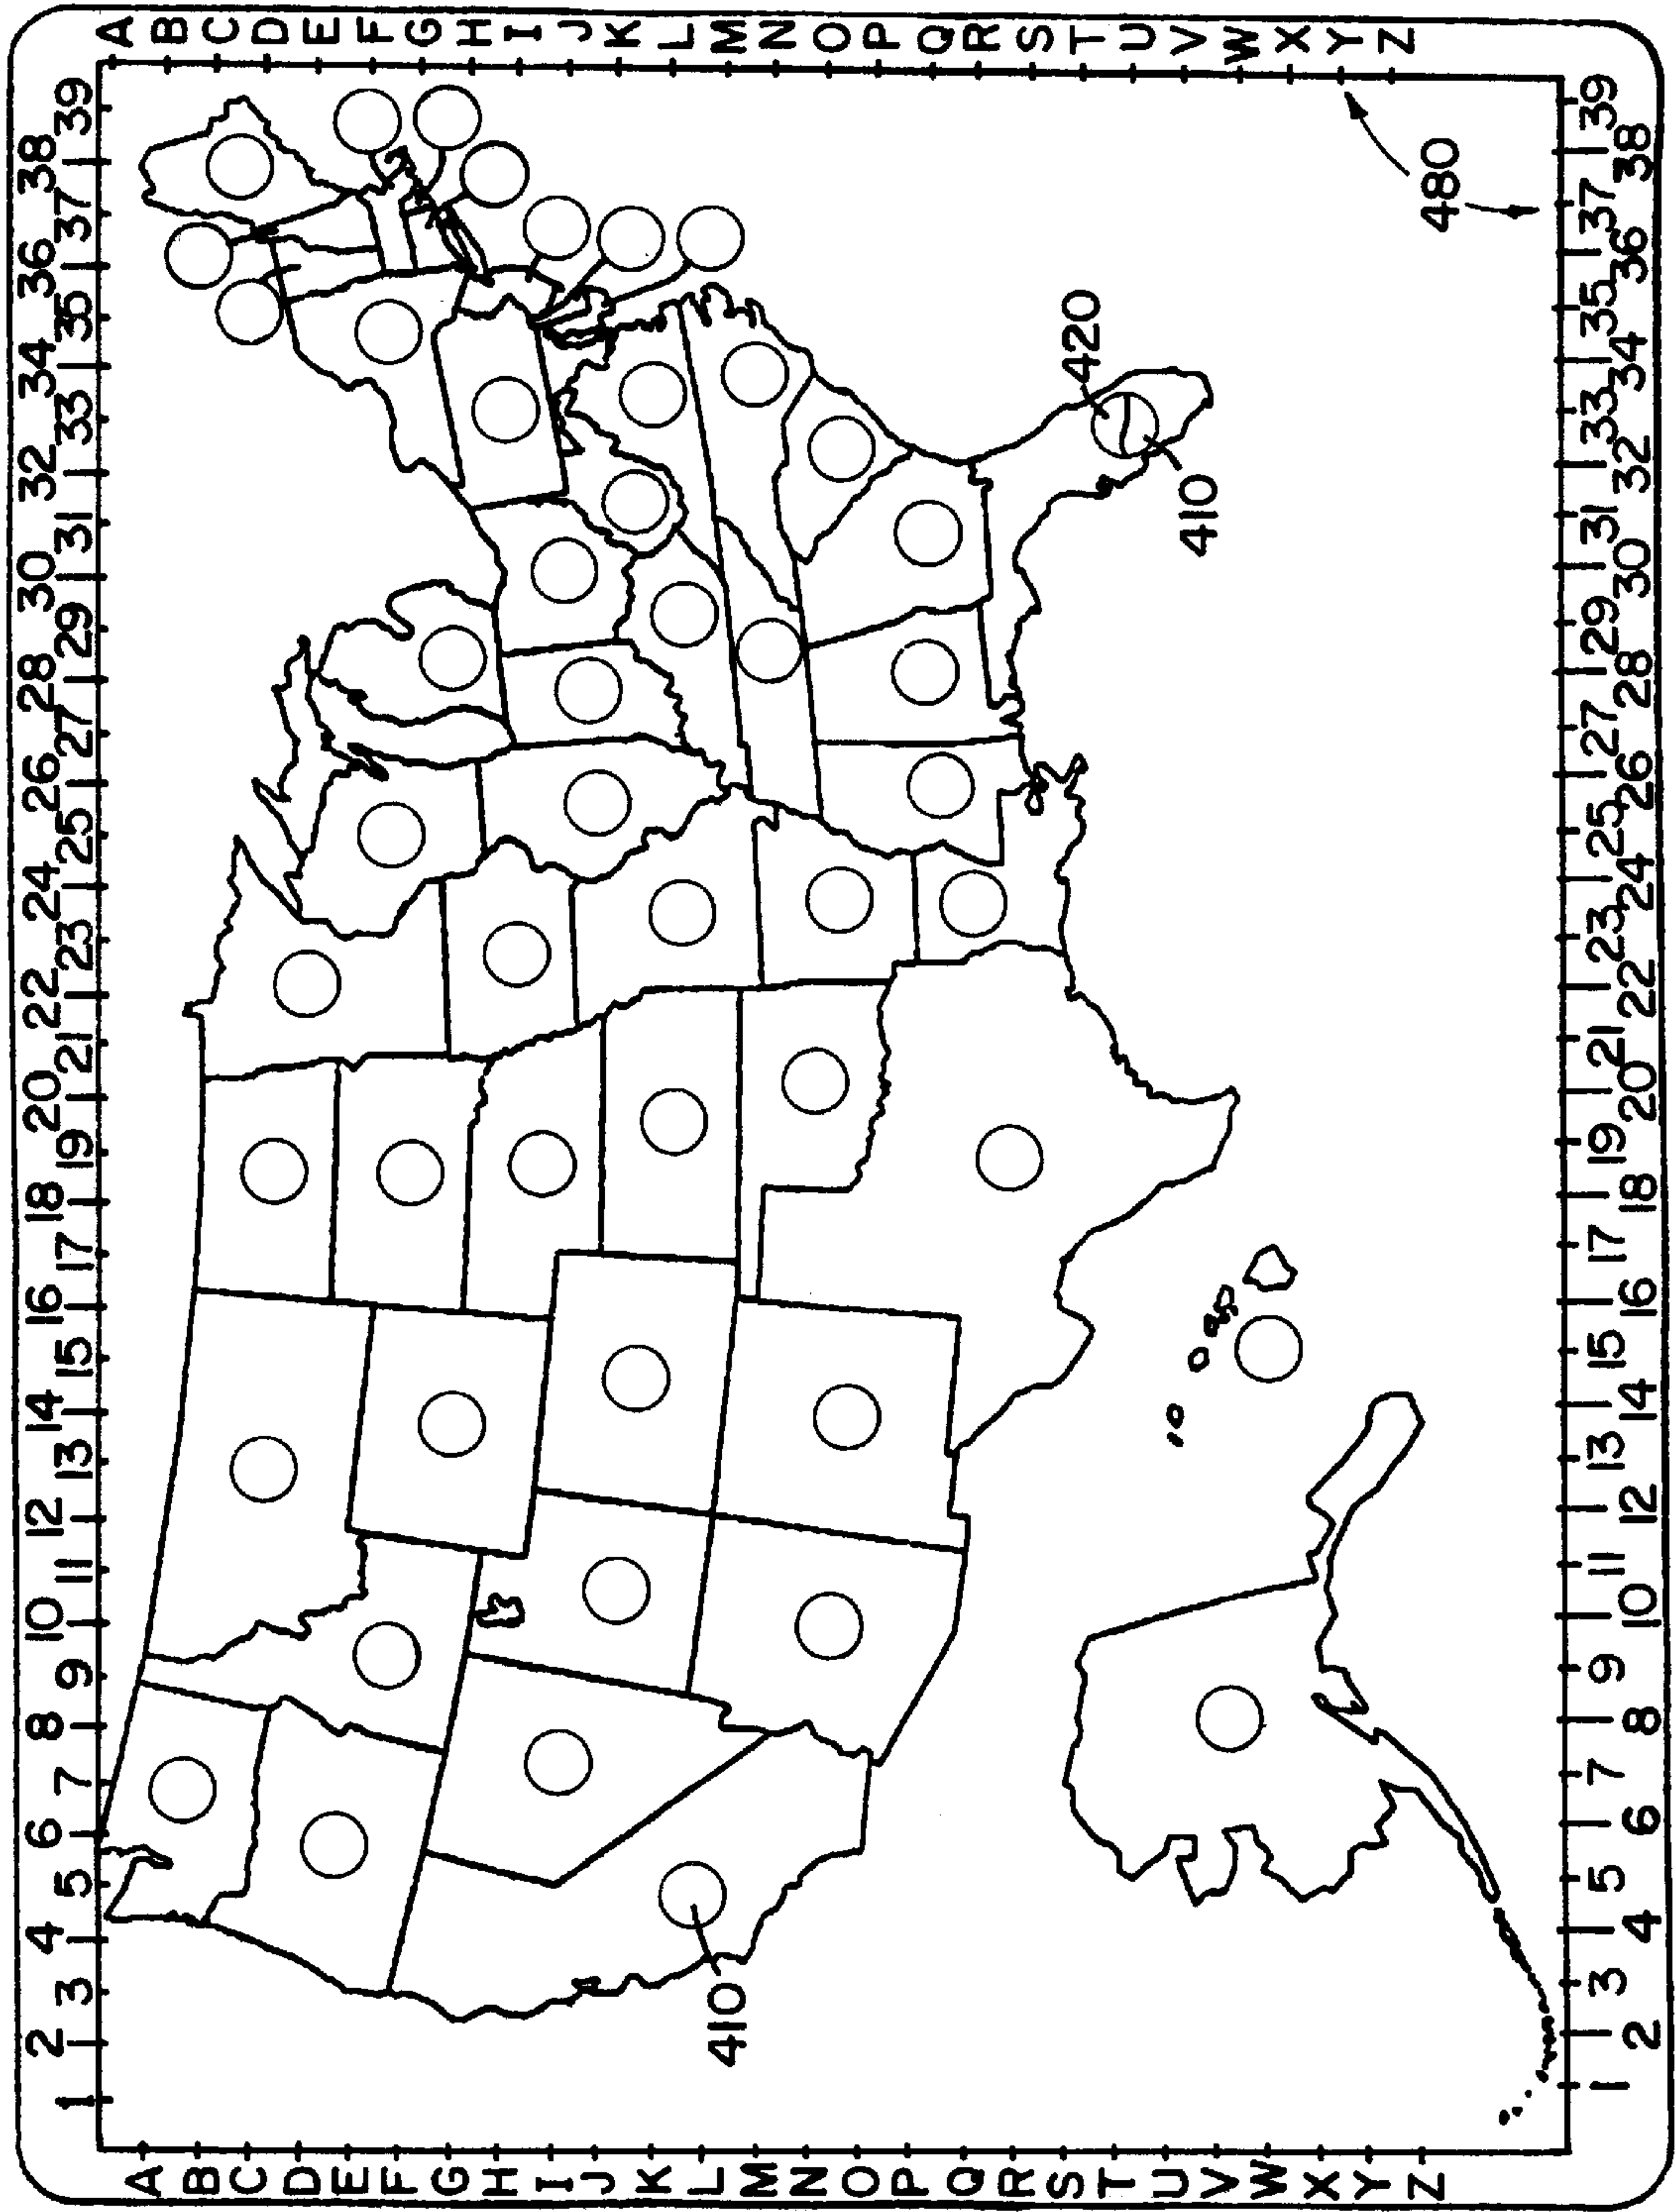 2 4 6 8 10 12 14 16 18 20 22 24 26 28 30 32 34 36 38
1 3 5 7 9 11 13 15 17 19 21 23 25 27 29 31 33 35 37 39
A A
B B
C C
D D
E E
F F
G G
H H
I I
J J
K K
L L
M M
410
N N
O O
P P
Q Q
R R
S S
T T
420
U U
V V
410
W W
X X
Y Y
Z Z
480
1 3 5 7 9 11 13 15 17 19 21 23 25 27 29 31 33 35 37 39
2 4 6 8 10 12 14 16 18 20 22 24 26 28 30 32 34 36 38